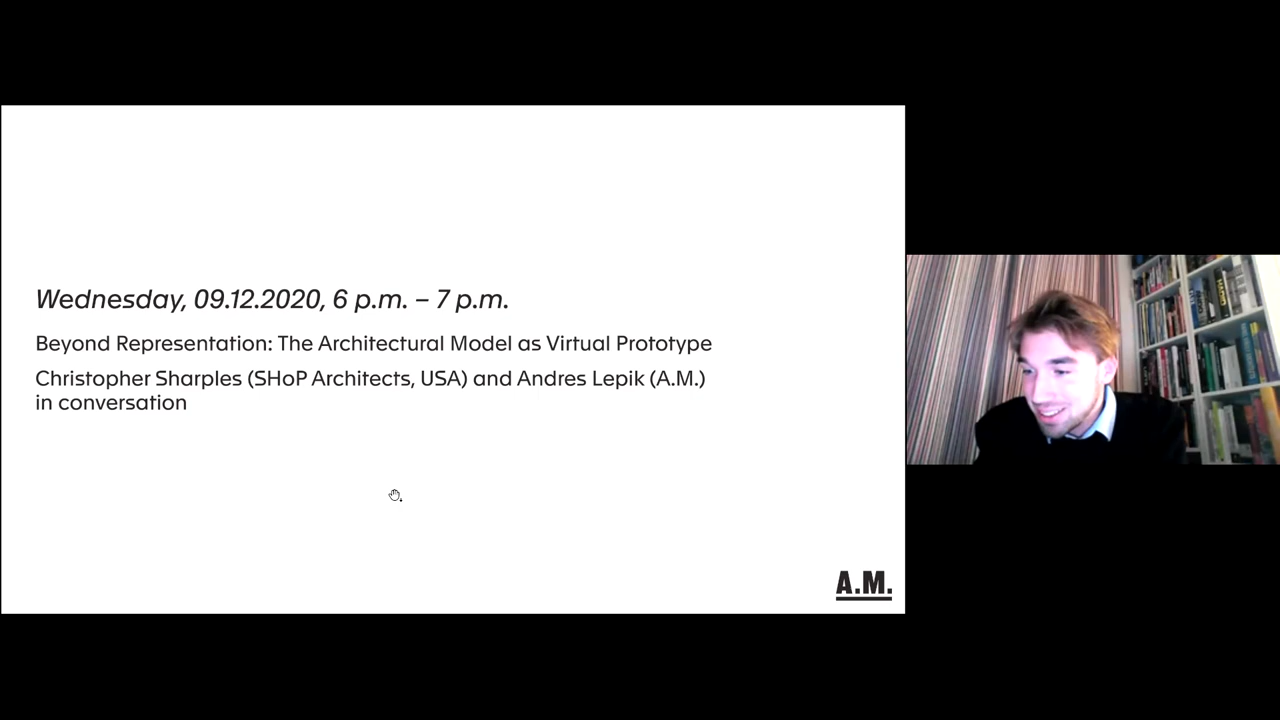 Wednesday, 09.12.2020, 6 p.m. – 7 p.m.
Beyond Representation: The Architectural Model as Virtual Prototype
Christopher Sharples (SHoP Architects, USA) and Andres Lepik (A.M.)
in conversation
A.M.